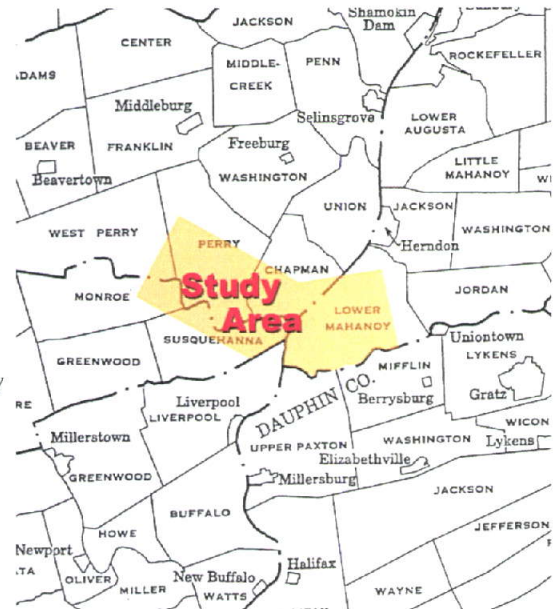 Shamokin
Dam
JACKSON
CENTER
ROCKEFELLER
MIDDLE-
CREEK
PENN
ADAMS
Middleburg
Selinsgrove
LOWER
AUGUSTA
BEAVER
FRANKLIN
Freeburg
LITTLE
MAHANOY
Beavertown
WASHINGTON
UNION
JACKSON
WEST PERRY
PERRY
WASHINGTON
Herndon
CHAPMAN
MONROE
Study
Area
JORDAN
LOWER
MAHANOY
SUSQUEHANNA
Uniontown
LYKENS
GREENWOOD
MIFFLIN
Berrysburg
Gratz
DAUPHIN CO.
Liverpool
LIVERPOOL
Millerstown
UPPER PAXTON
WASHINGTON
WICON
Lykens
Elizabethville
GREENWOOD
Millersburg
JACKSON
BUFFALO
HOWE
JEFFERSON
Newport
OLIVER
MILLER
New Buffalo
WATTS
Halifax
WAYNE